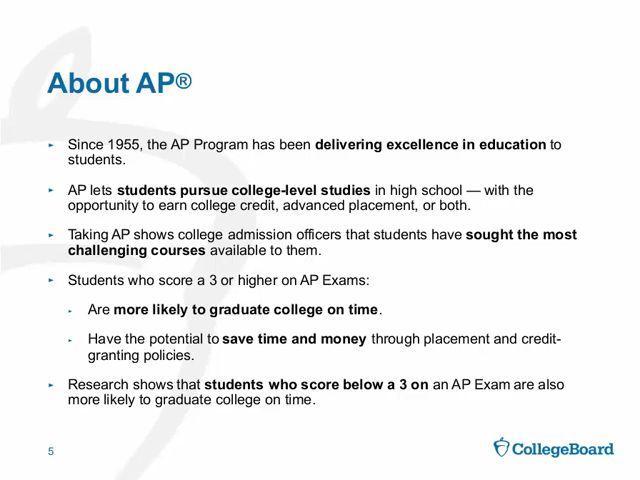 About AP®
Since 1955, the AP Program has been delivering excellence in education to
students.
AP lets students pursue college-level studies in high school — with the
opportunity to earn college credit, advanced placement, or both.
Taking AP shows college admission officers that students have sought the most
challenging courses available to them.
Students who score a 3 or higher on AP Exams:
Are more likely to graduate college on time.
Have the potential to save time and money through placement and credit-
granting policies.
Research shows that students who score below a 3 on an AP Exam are also
more likely to graduate college on time.
5
CollegeBoard